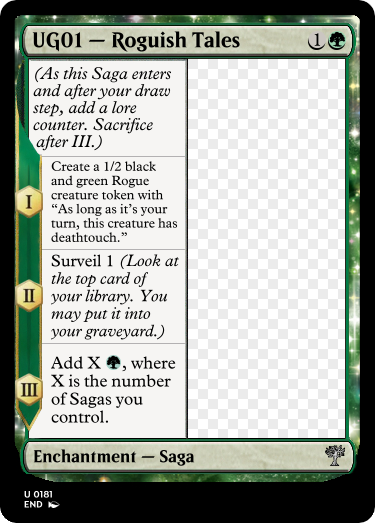 UG01 — Roguish Tales 1
(As this Saga enters
and after your draw
step, add a lore
counter. Sacrifice
after III.)
I
Create a 1/2 black
and green Rogue
creature token with
“As long as it’s your
turn, this creature has
deathtouch.”
II
Surveil 1 (Look at
the top card of
your library. You
may put it into
your graveyard.)
III
Add X , where
X is the number
of Sagas you
control.
Enchantment — Saga
U 0181
END